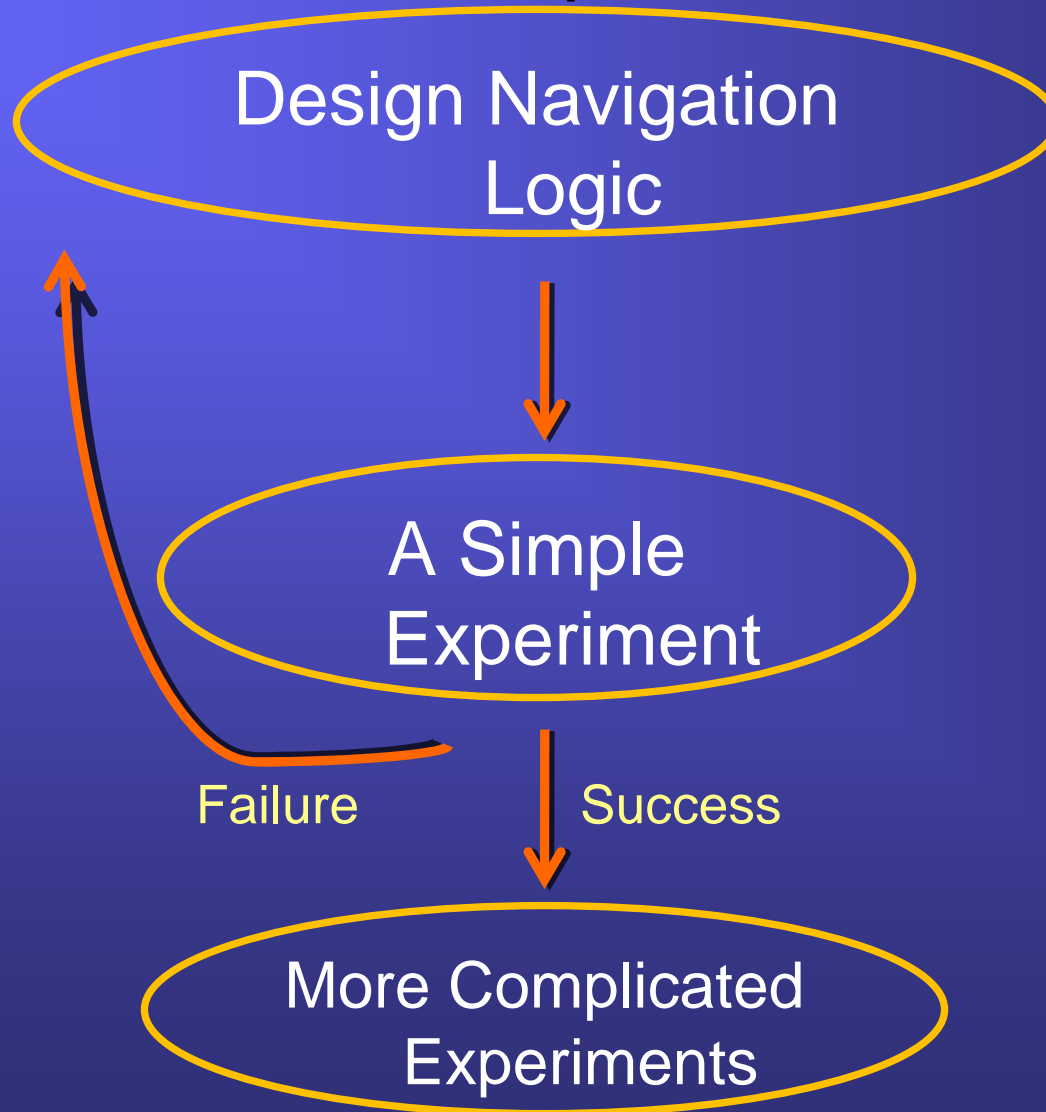 Design Navigation
Logic
A Simple
Experiment
Failure
Success
More Complicated
Experiments